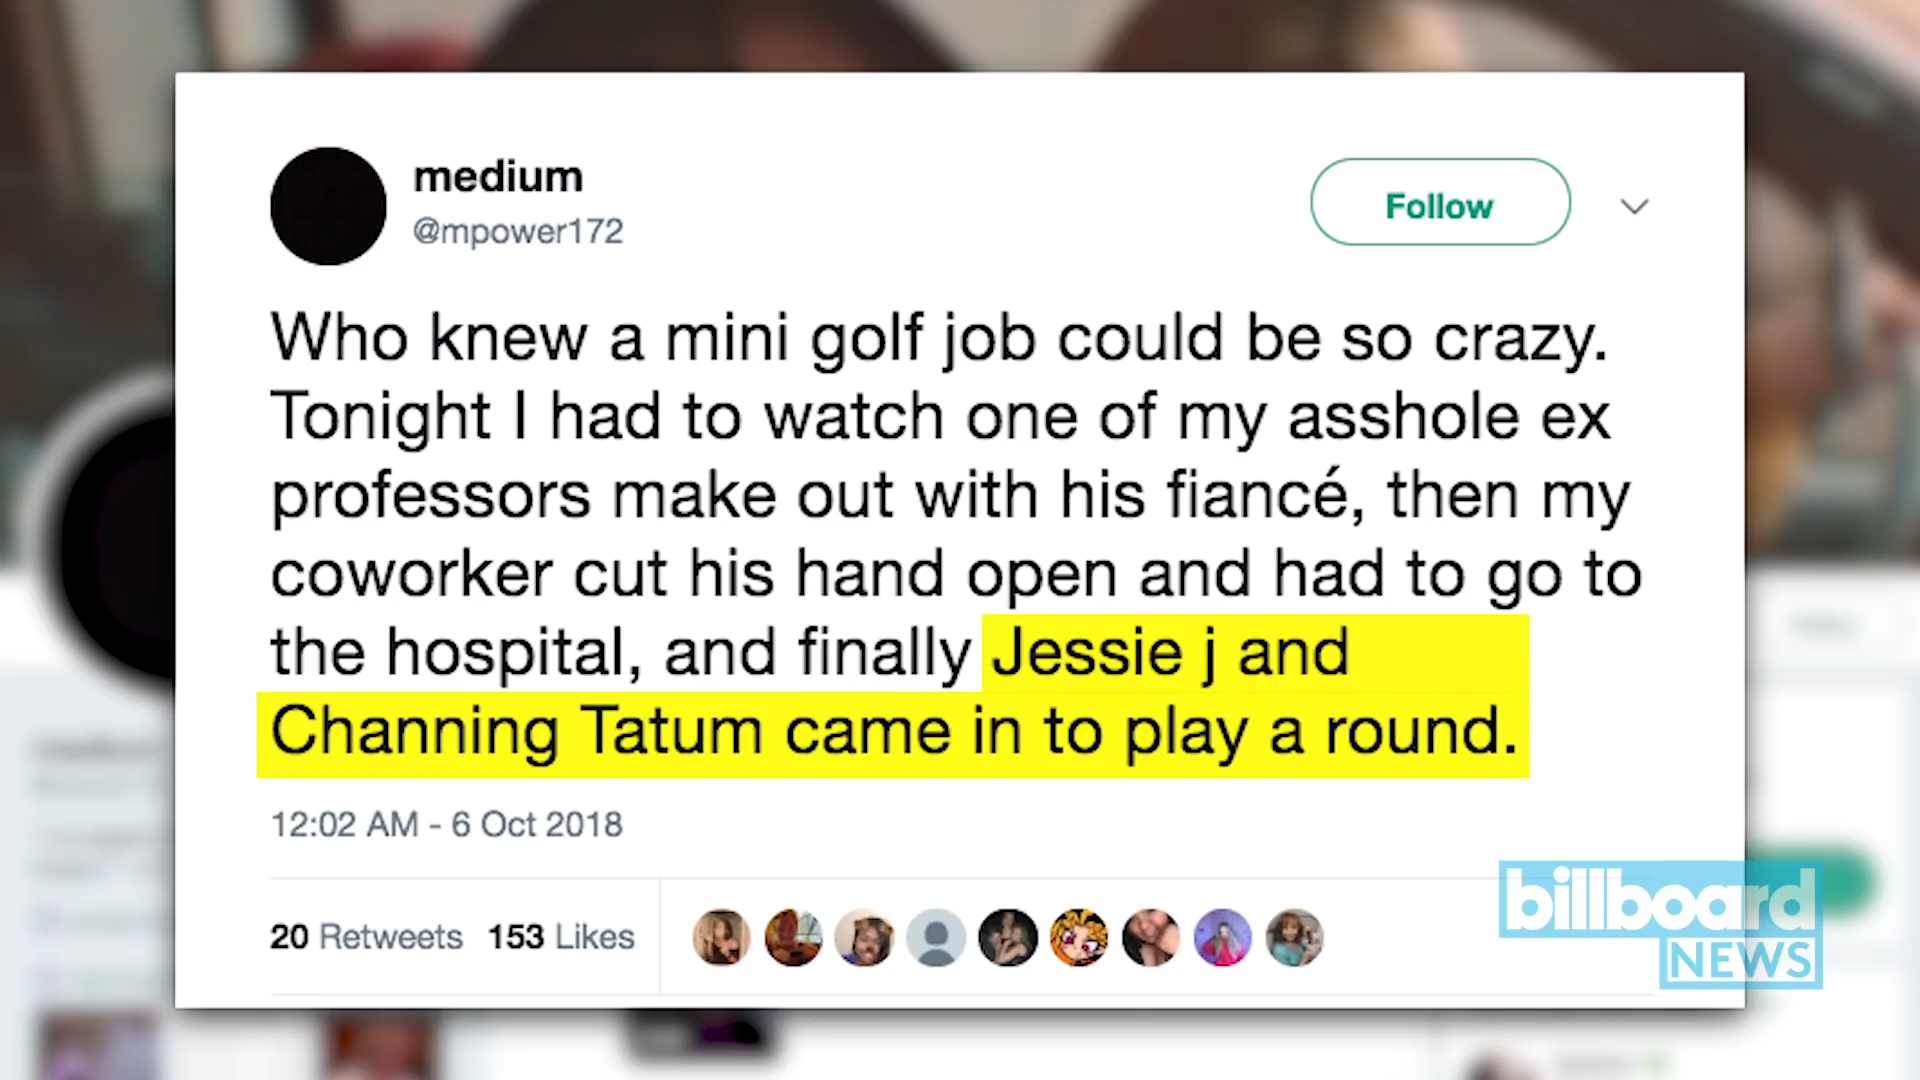 medium
@mpower172
Follow
Who knew a mini golf job could be so crazy.
Tonight I had to watch one of my asshole ex
professors make out with his fiancé, then my
coworker cut his hand open and had to go to
the hospital, and finally Jessie j and
Channing Tatum came in to play a round.
12:02 AM - 6 Oct 2018
20 Retweets 153 Likes
billboard
NEWS